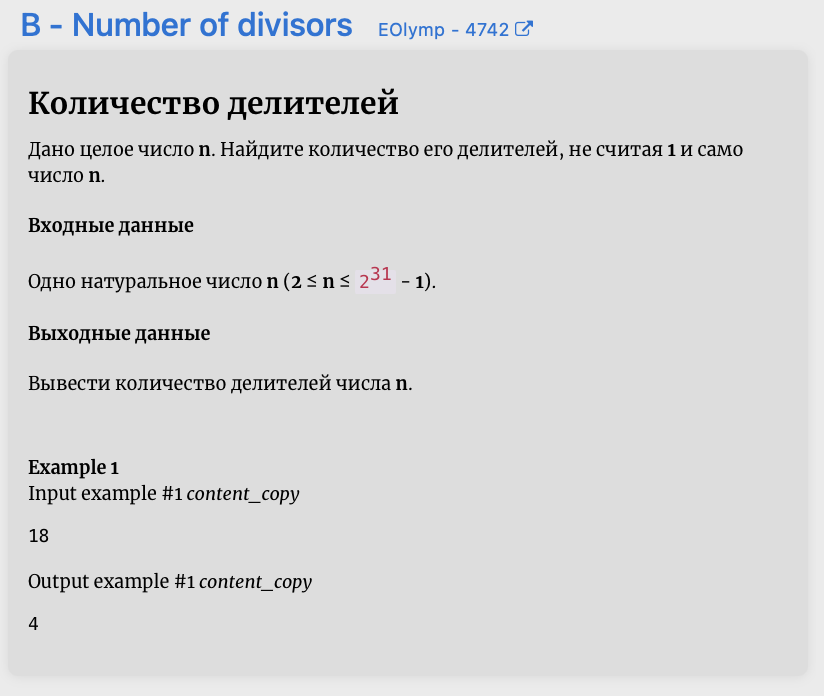 B - Number of divisors EOlymp - 4742
Количество делителей
Дано целое число n. Найдите количество его делителей, не считая 1 и само
число n.
Входные данные
Одно натуральное число n (2 ≤ n ≤ 2^31 - 1).
Выходные данные
Вывести количество делителей числа n.
Example 1
Input example #1 content_copy
18
Output example #1 content_copy
4